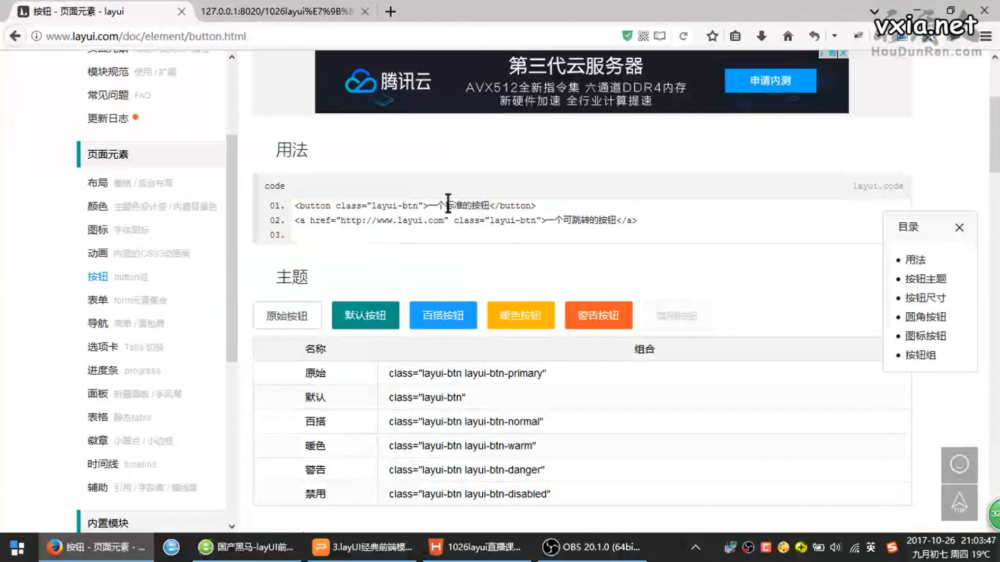 按钮 - 页面元素 - layui
127.0.0.1:8020/1026layui%E7%9B%
vxia.net
HouDunRen.com
www.layui.com/doc/element/button.html
模块规范 使用 / 扩展
常见问题 FAQ
更新日志
页面元素
布局 栅格 / 后台布局
颜色 主题色设计感 / 内置背景色
图标 字体图标
动画 内置的CSS3动画类
按钮 button组
表单 form元素集合
导航 菜单 / 面包屑
选项卡 Tabs 切换
进度条 progress
面板 折叠面板 / 手风琴
表格 静态table
徽章 小圆点 / 小边框
时间线 timeline
辅助 引用 / 字段集 / 横线等
内置模块
腾讯云
第三代云服务器
AVX512全新指令集 六通道DDR4内存
新硬件加速 全行业计算提速
申请内测
用法
code
layui.code
01. <button class="layui-btn">一个标准的按钮</button>
02. <a href="http://www.layui.com" class="layui-btn">一个可跳转的按钮</a>
03.
主题
原始按钮 默认按钮 百搭按钮 暖色按钮 警告按钮 禁用按钮
名称 组合
原始 class="layui-btn layui-btn-primary"
默认 class="layui-btn"
百搭 class="layui-btn layui-btn-normal"
暖色 class="layui-btn layui-btn-warm"
警告 class="layui-btn layui-btn-danger"
禁用 class="layui-btn layui-btn-disabled"
目录
用法
按钮主题
按钮尺寸
圆角按钮
图标按钮
按钮组
TOP
32
按钮 - 页面元素 - ...
国产黑马-layUI前...
3.layUI经典前端模...
1026layui直播课...
OBS 20.1.0 (64bi...
英
2017-10-26 21:03:47
九月初七 周四 19℃